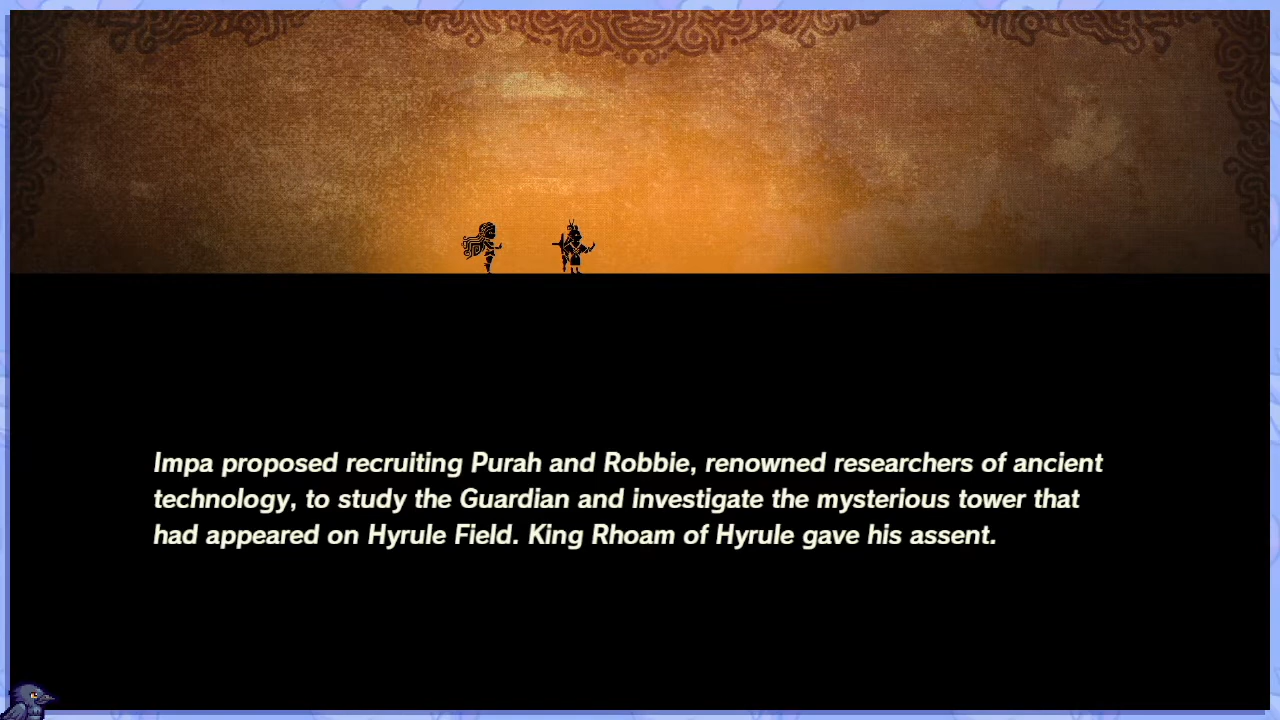 Impa proposed recruiting Purah and Robbie, renowned researchers of ancient
technology, to study the Guardian and investigate the mysterious tower that
had appeared on Hyrule Field. King Rhoam of Hyrule gave his assent.